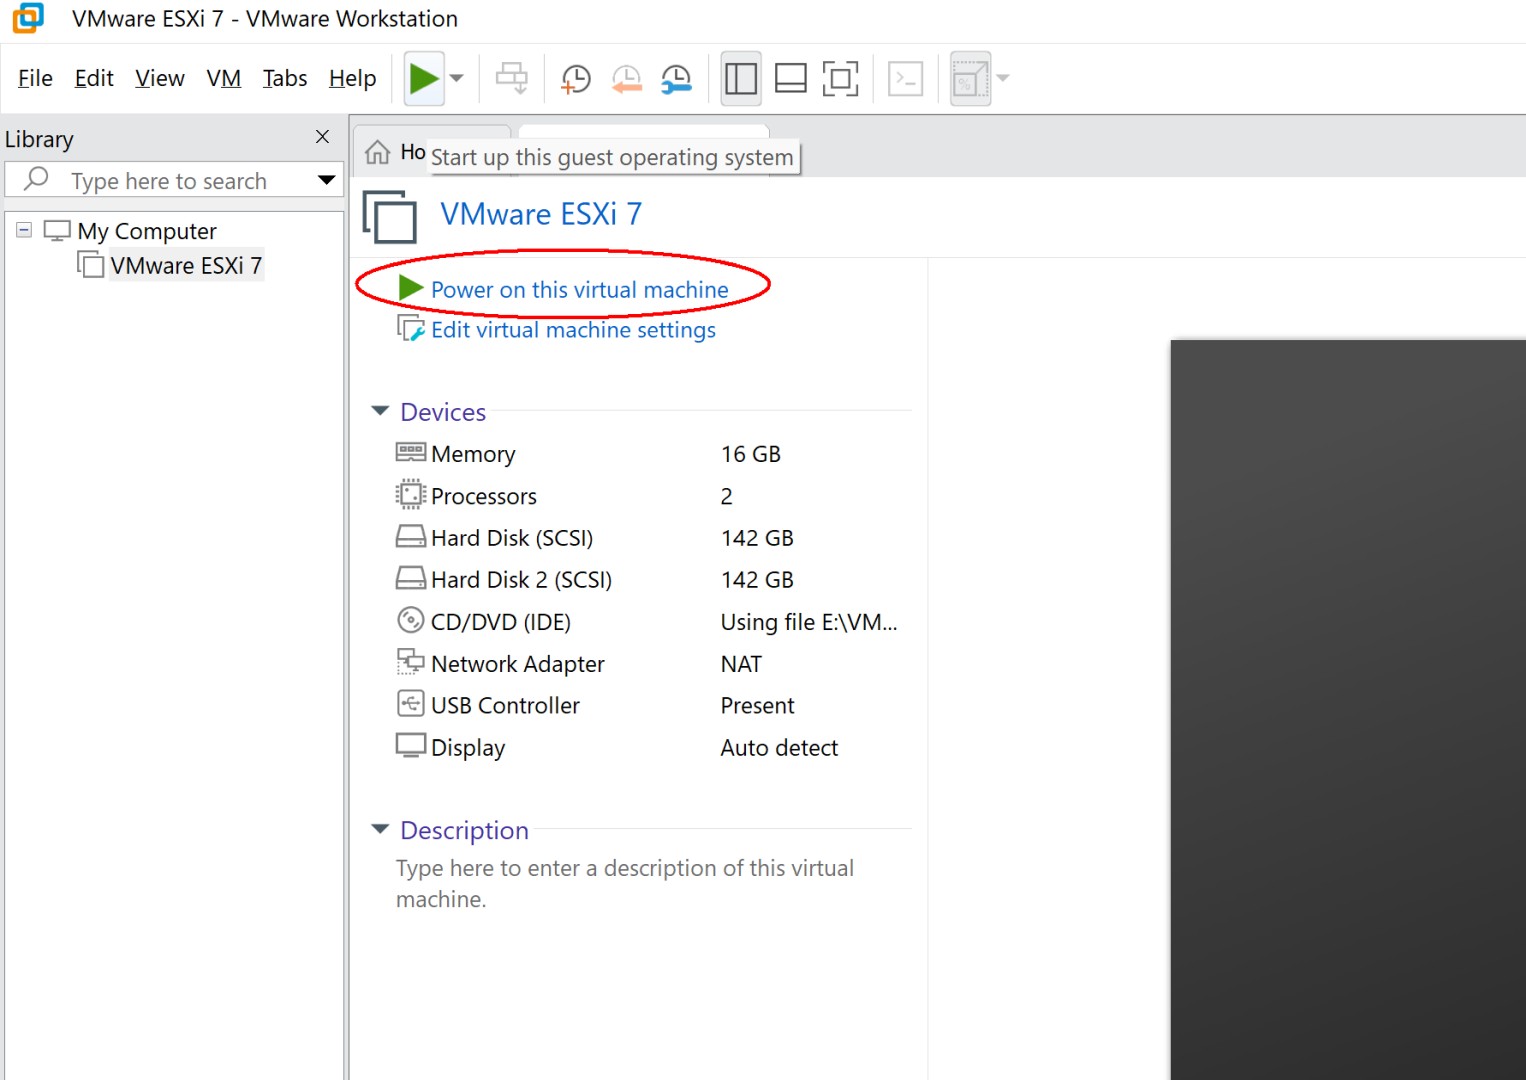 VMware ESXi 7 - VMware Workstation
File Edit View VM Tabs Help
Library
Type here to search
My Computer
VMware ESXi 7
Start up this guest operating system
VMware ESXi 7
Power on this virtual machine
Edit virtual machine settings
Devices
Memory 16 GB
Processors 2
Hard Disk (SCSI) 142 GB
Hard Disk 2 (SCSI) 142 GB
CD/DVD (IDE) Using file E:\VM...
Network Adapter NAT
USB Controller Present
Display Auto detect
Description
Type here to enter a description of this virtual
machine.